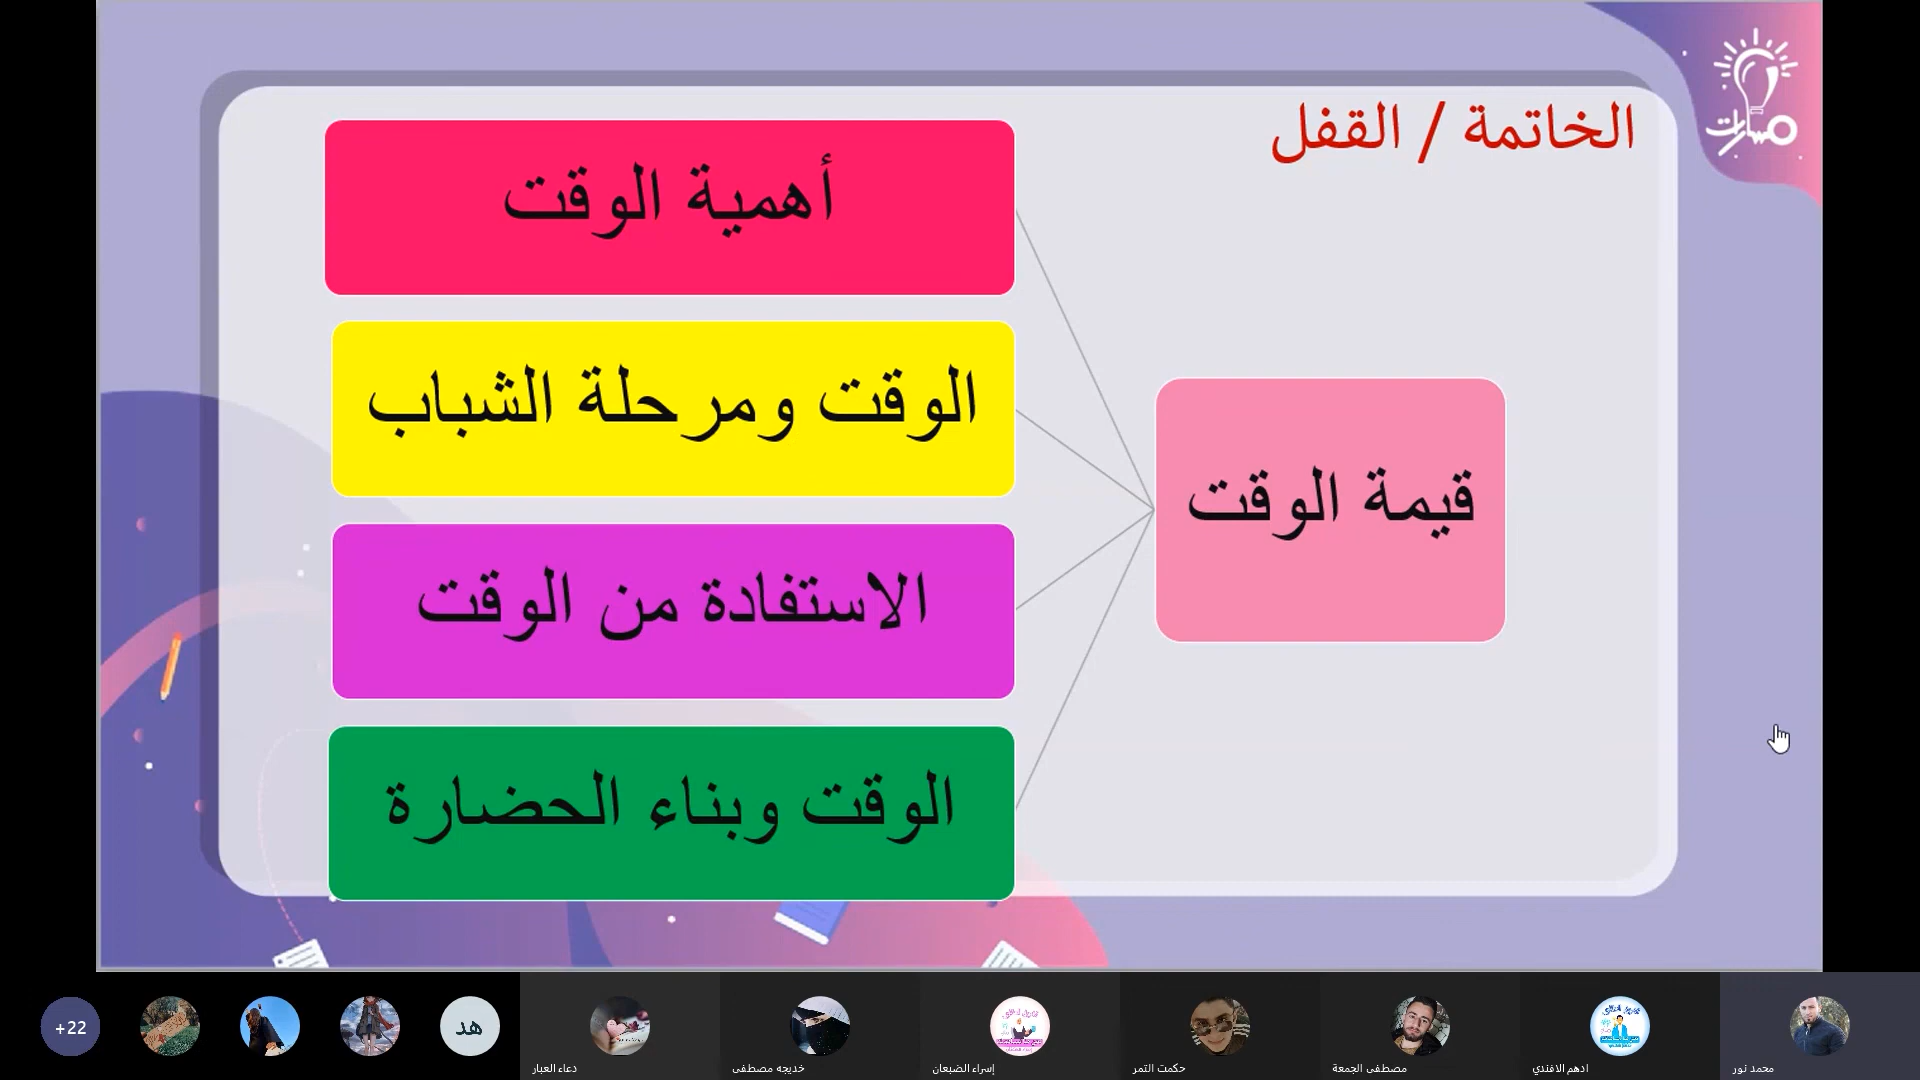 مسارات
الخاتمة / القفل
قيمة الوقت
أهمية الوقت
الوقت ومرحلة الشباب
الاستفادة من الوقت
الوقت وبناء الحضارة
+22
هد
دعاء العبار
خديجه مصطفى
إسراء الضبعان
حكمت التمر
مصطفى الجمعة
ادهم الافندي
محمد نور